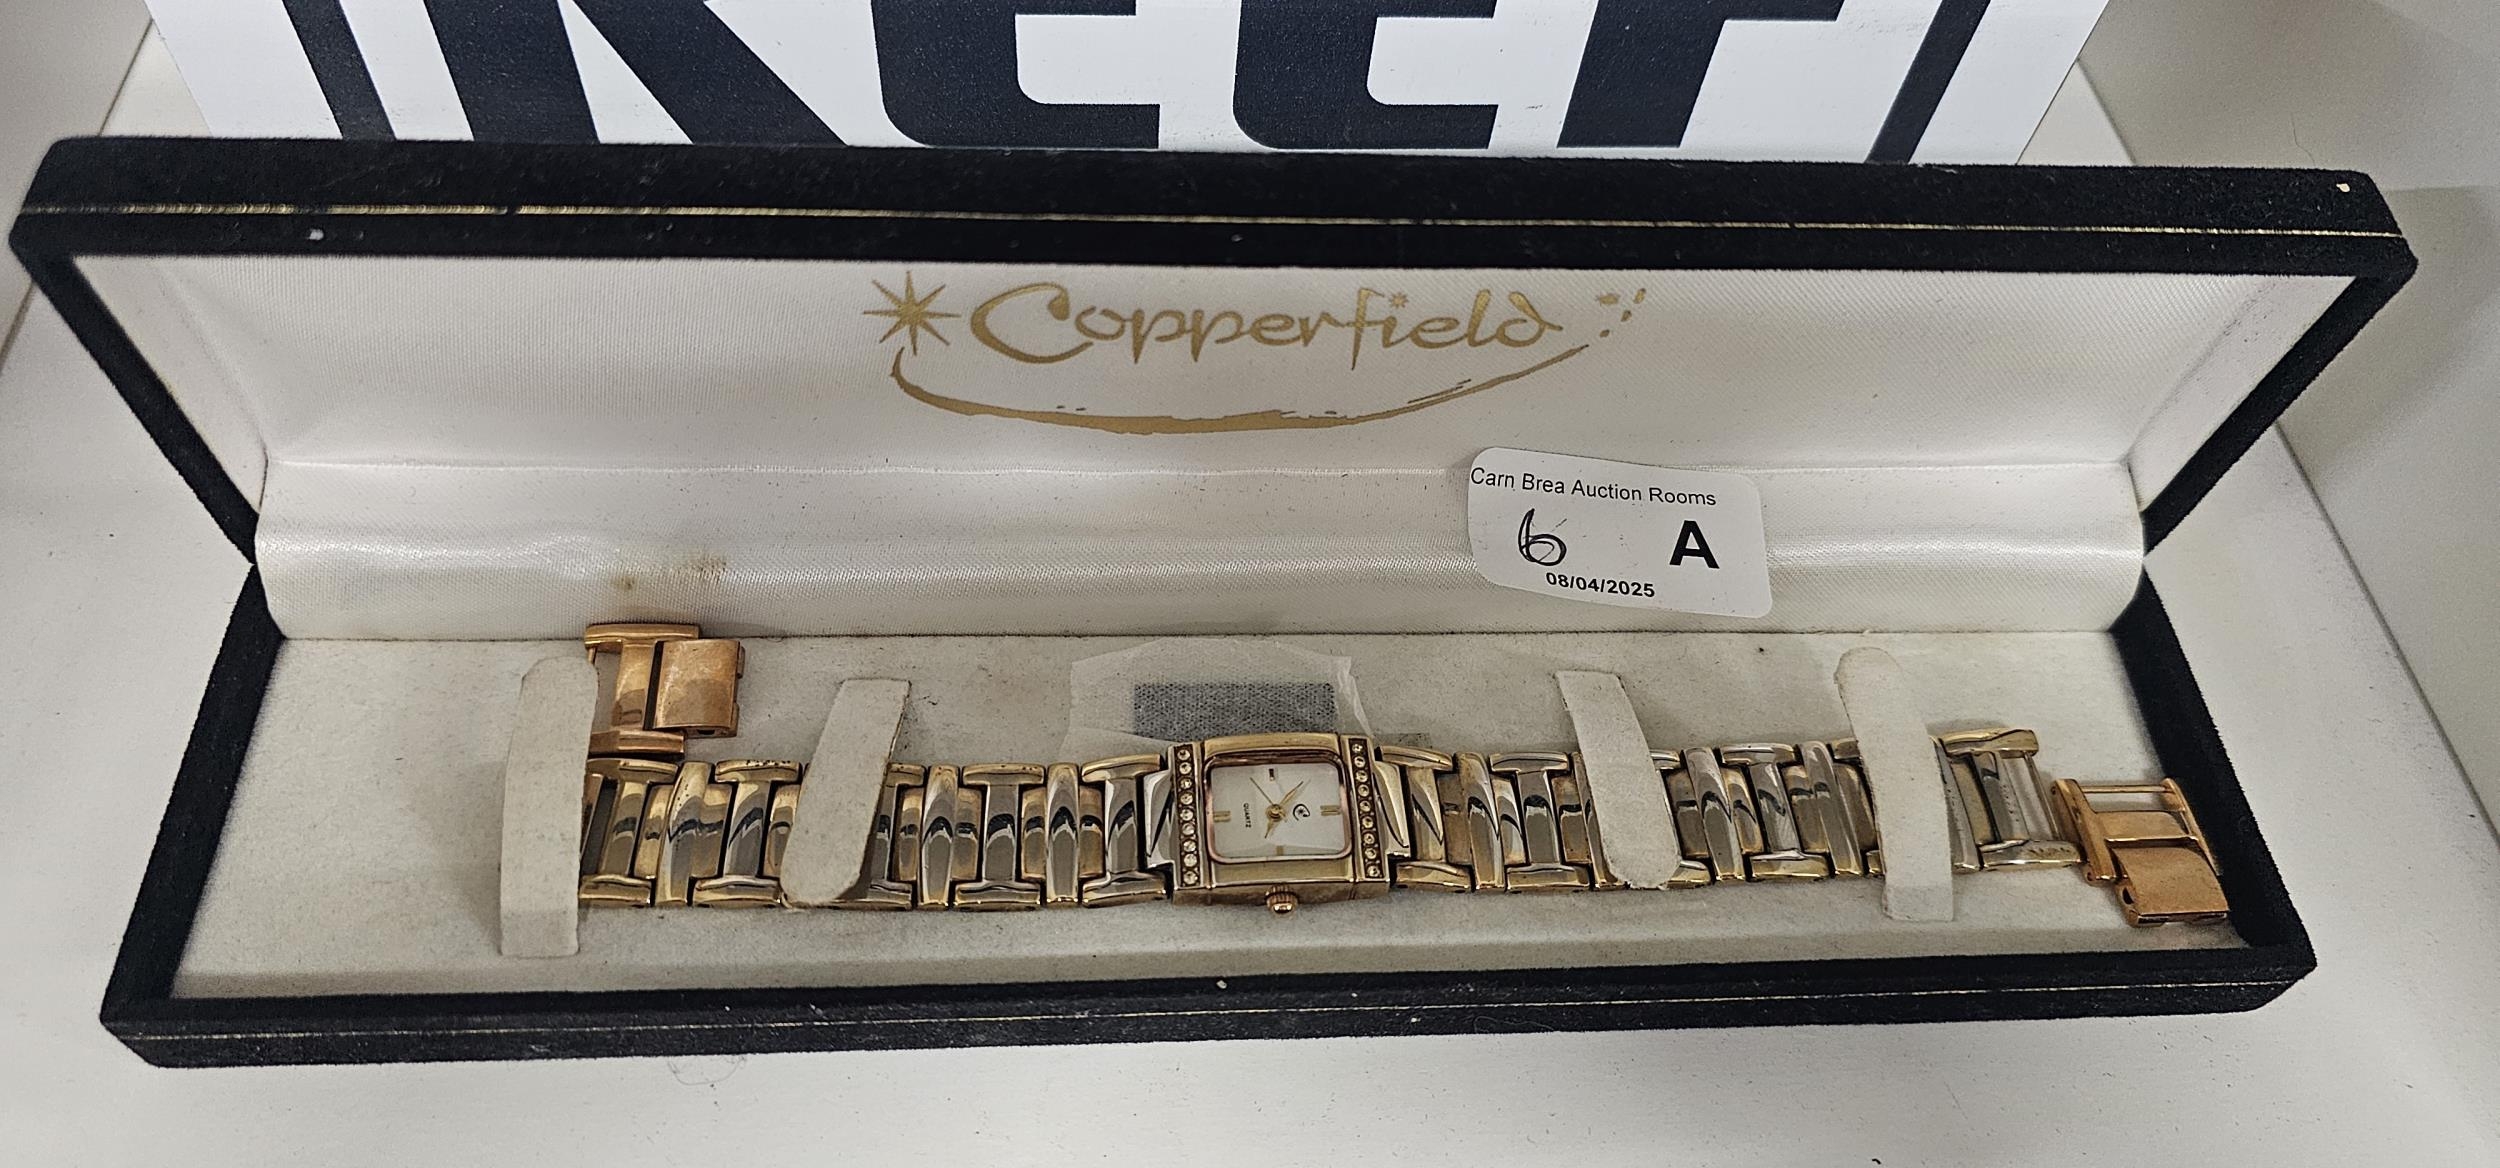 Copperfield
Carn Brea Auction Rooms
6 A
08/04/2025
QUARTZ